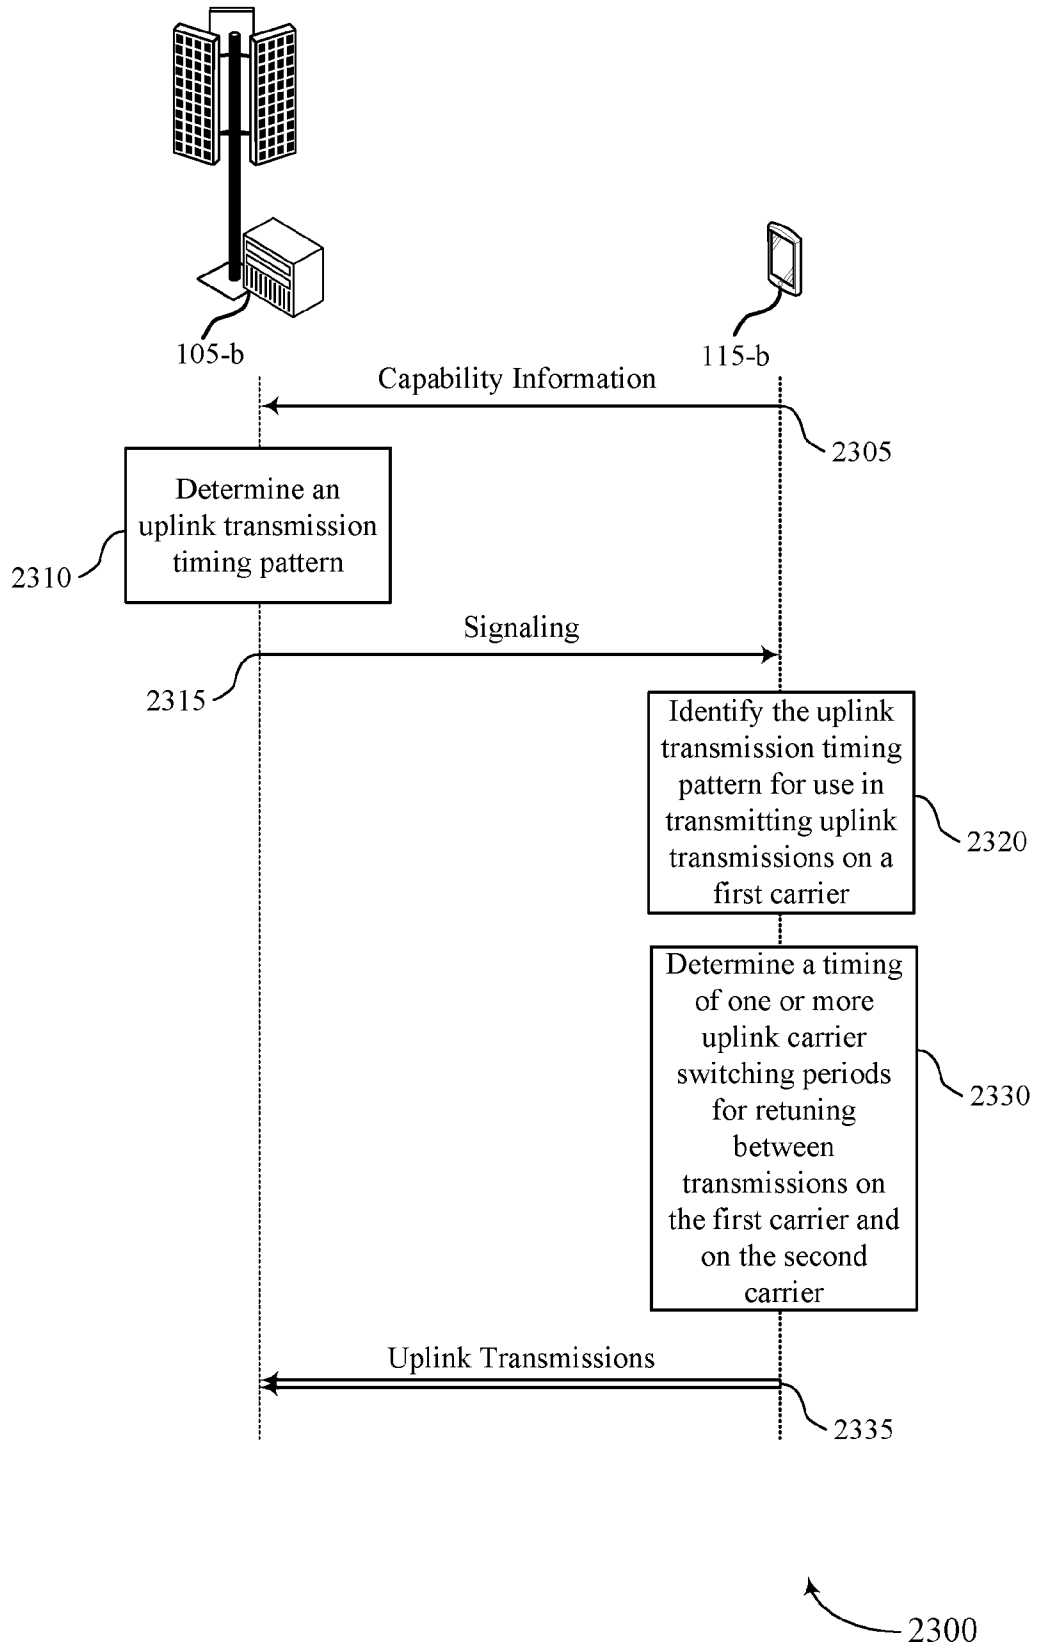 105-b
115-b
Capability Information
2305
Determine an
uplink transmission
timing pattern
2310
Signaling
2315
Identify the uplink
transmission timing
pattern for use in
transmitting uplink
transmissions on a
first carrier
2320
Determine a timing
of one or more
uplink carrier
switching periods
for retuning
between
transmissions on
the first carrier and
on the second
carrier
2330
Uplink Transmissions
2335
2300